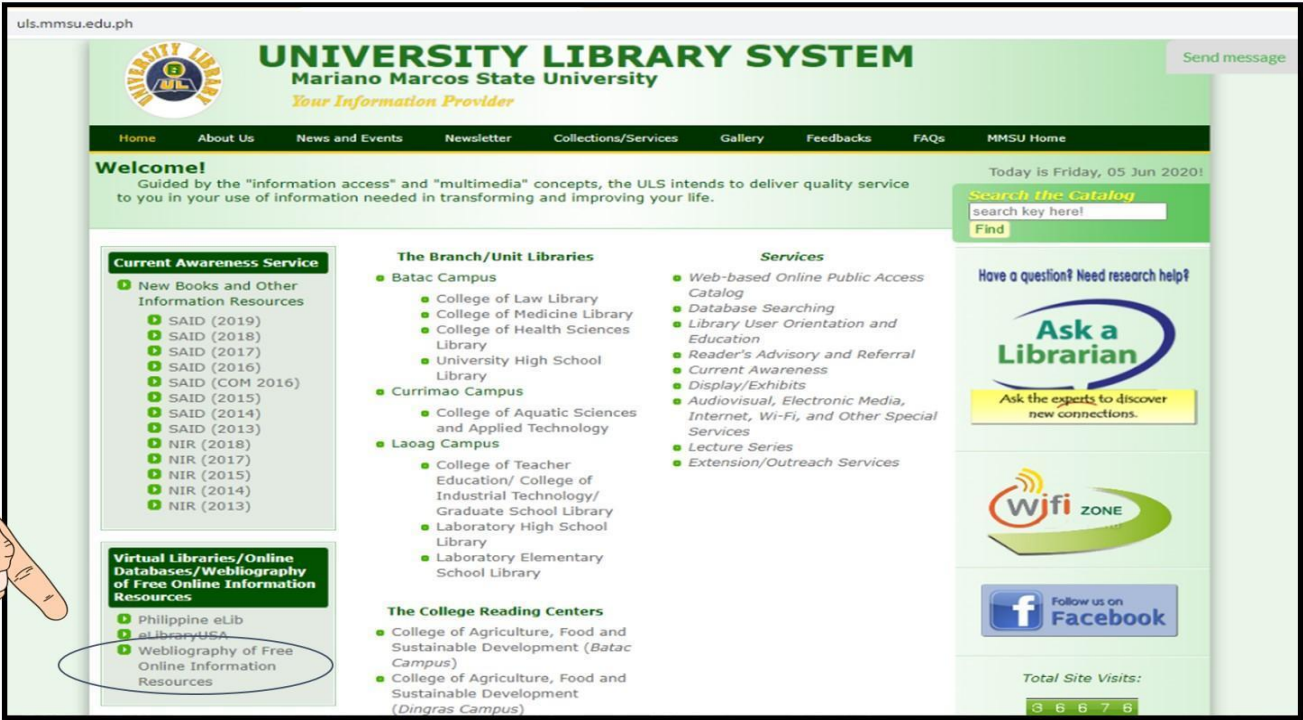 uls.mmsu.edu.ph
UNIVERSITY LIBRARY
B
UL
UNIVERSITY LIBRARY SYSTEM
Mariano Marcos State University
Your Information Provider
Send message
Home About Us News and Events Newsletter Collections/Services Gallery Feedbacks FAQs MMSU Home
Welcome!
Guided by the "information access" and "multimedia" concepts, the ULS intends to deliver quality service
to you in your use of information needed in transforming and improving your life.
Today is Friday, 05 Jun 2020!
Search the Catalog
search key here!
Find
Current Awareness Service
New Books and Other
Information Resources
SAID (2019)
SAID (2018)
SAID (2017)
SAID (2016)
SAID (COM 2016)
SAID (2015)
SAID (2014)
SAID (2013)
NIR (2018)
NIR (2017)
NIR (2015)
NIR (2014)
NIR (2013)
Virtual Libraries/Online
Databases/Webliography
of Free Online Information
Resources
Philippine eLib
eLibraryUSA
Webliography of Free
Online Information
Resources
The Branch/Unit Libraries
Batac Campus
College of Law Library
College of Medicine Library
College of Health Sciences
Library
University High School
Library
Currimao Campus
College of Aquatic Sciences
and Applied Technology
Laoag Campus
College of Teacher
Education/ College of
Industrial Technology/
Graduate School Library
Laboratory High School
Library
Laboratory Elementary
School Library
The College Reading Centers
College of Agriculture, Food and
Sustainable Development (Batac
Campus)
College of Agriculture, Food and
Sustainable Development
(Dingras Campus)
Services
Web-based Online Public Access
Catalog
Database Searching
Library User Orientation and
Education
Reader's Advisory and Referral
Current Awareness
Display/Exhibits
Audiovisual, Electronic Media,
Internet, Wi-Fi, and Other Special
Services
Lecture Series
Extension/Outreach Services
Have a question? Need research help?
Ask a
Librarian
Ask the experts to discover
new connections.
Wifi ZONE
Follow us on
Facebook
Total Site Visits:
36676